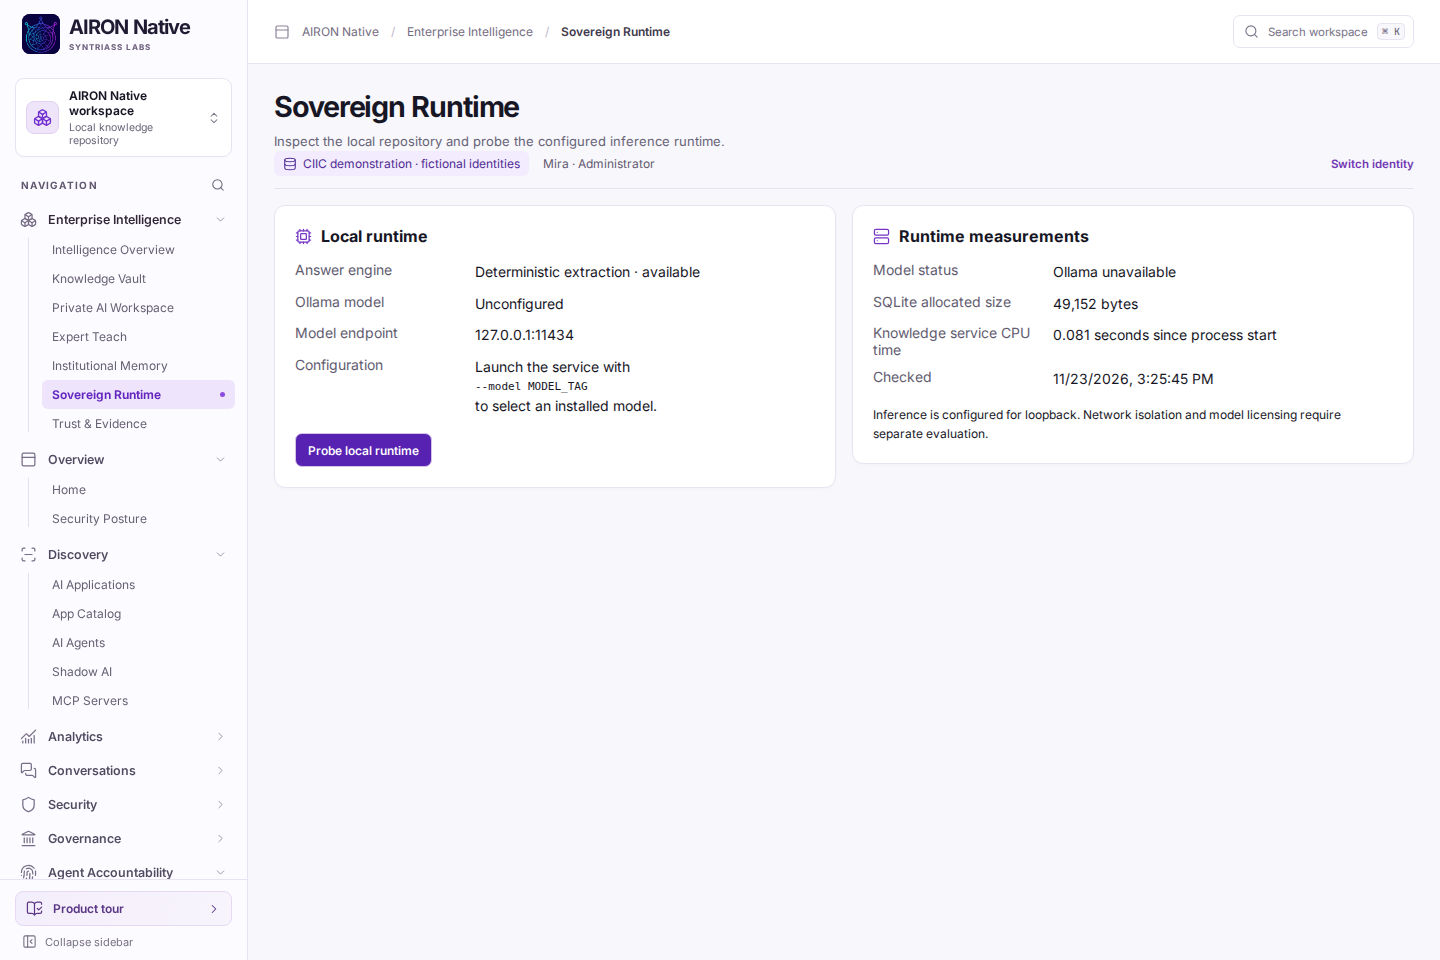 AIRON Native
SYNTRIASS LABS
AIRON Native
workspace
Local knowledge
repository
NAVIGATION
Enterprise Intelligence
Intelligence Overview
Knowledge Vault
Private AI Workspace
Expert Teach
Institutional Memory
Sovereign Runtime
Trust & Evidence
Overview
Home
Security Posture
Discovery
AI Applications
App Catalog
AI Agents
Shadow AI
MCP Servers
Analytics
Conversations
Security
Governance
Agent Accountability
Product tour
Collapse sidebar
AIRON Native / Enterprise Intelligence / Sovereign Runtime
Search workspace ⌘ K
Sovereign Runtime
Inspect the local repository and probe the configured inference runtime.
CIIC demonstration · fictional identities Mira · Administrator Switch identity
Local runtime
Answer engine Deterministic extraction · available
Ollama model Unconfigured
Model endpoint 127.0.0.1:11434
Configuration Launch the service with
--model MODEL_TAG
to select an installed model.
Probe local runtime
Runtime measurements
Model status Ollama unavailable
SQLite allocated size 49,152 bytes
Knowledge service CPU time 0.081 seconds since process start
Checked 11/23/2026, 3:25:45 PM
Inference is configured for loopback. Network isolation and model licensing require
separate evaluation.